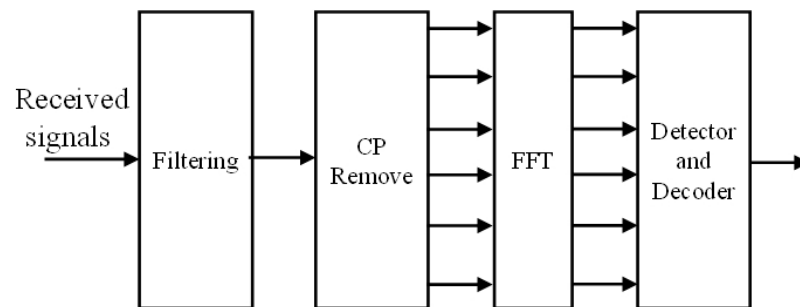 Received
signals
Filtering
CP
Remove
FFT
Detector
and
Decoder